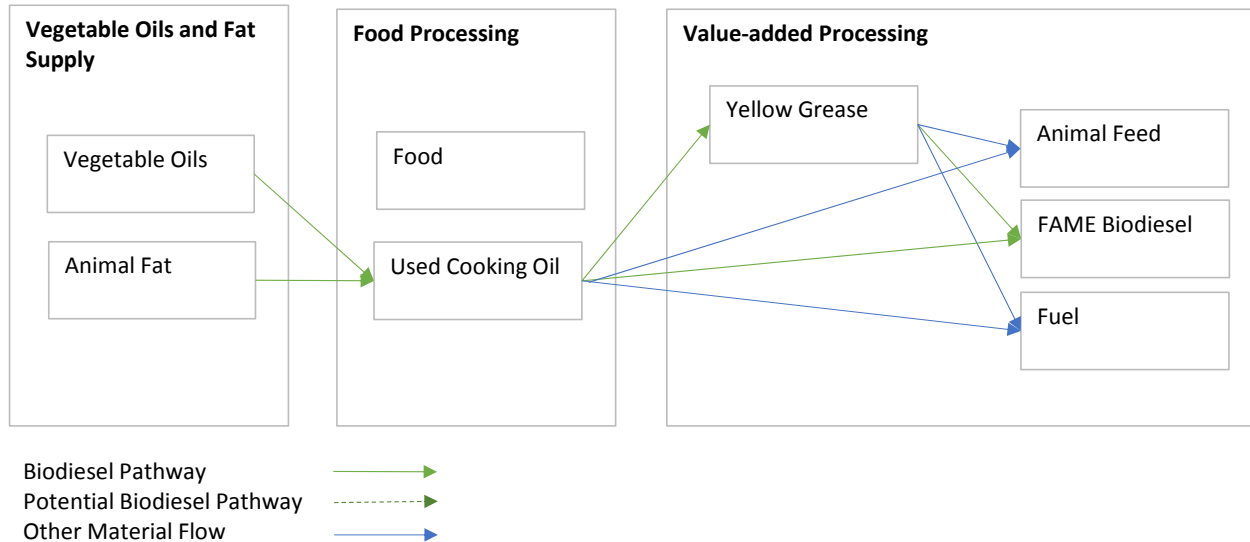 Vegetable Oils and Fat
Supply
Vegetable Oils
Animal Fat
Food Processing
Food
Used Cooking Oil
Value-added Processing
Yellow Grease
Animal Feed
FAME Biodiesel
Fuel
Biodiesel Pathway
Potential Biodiesel Pathway
Other Material Flow